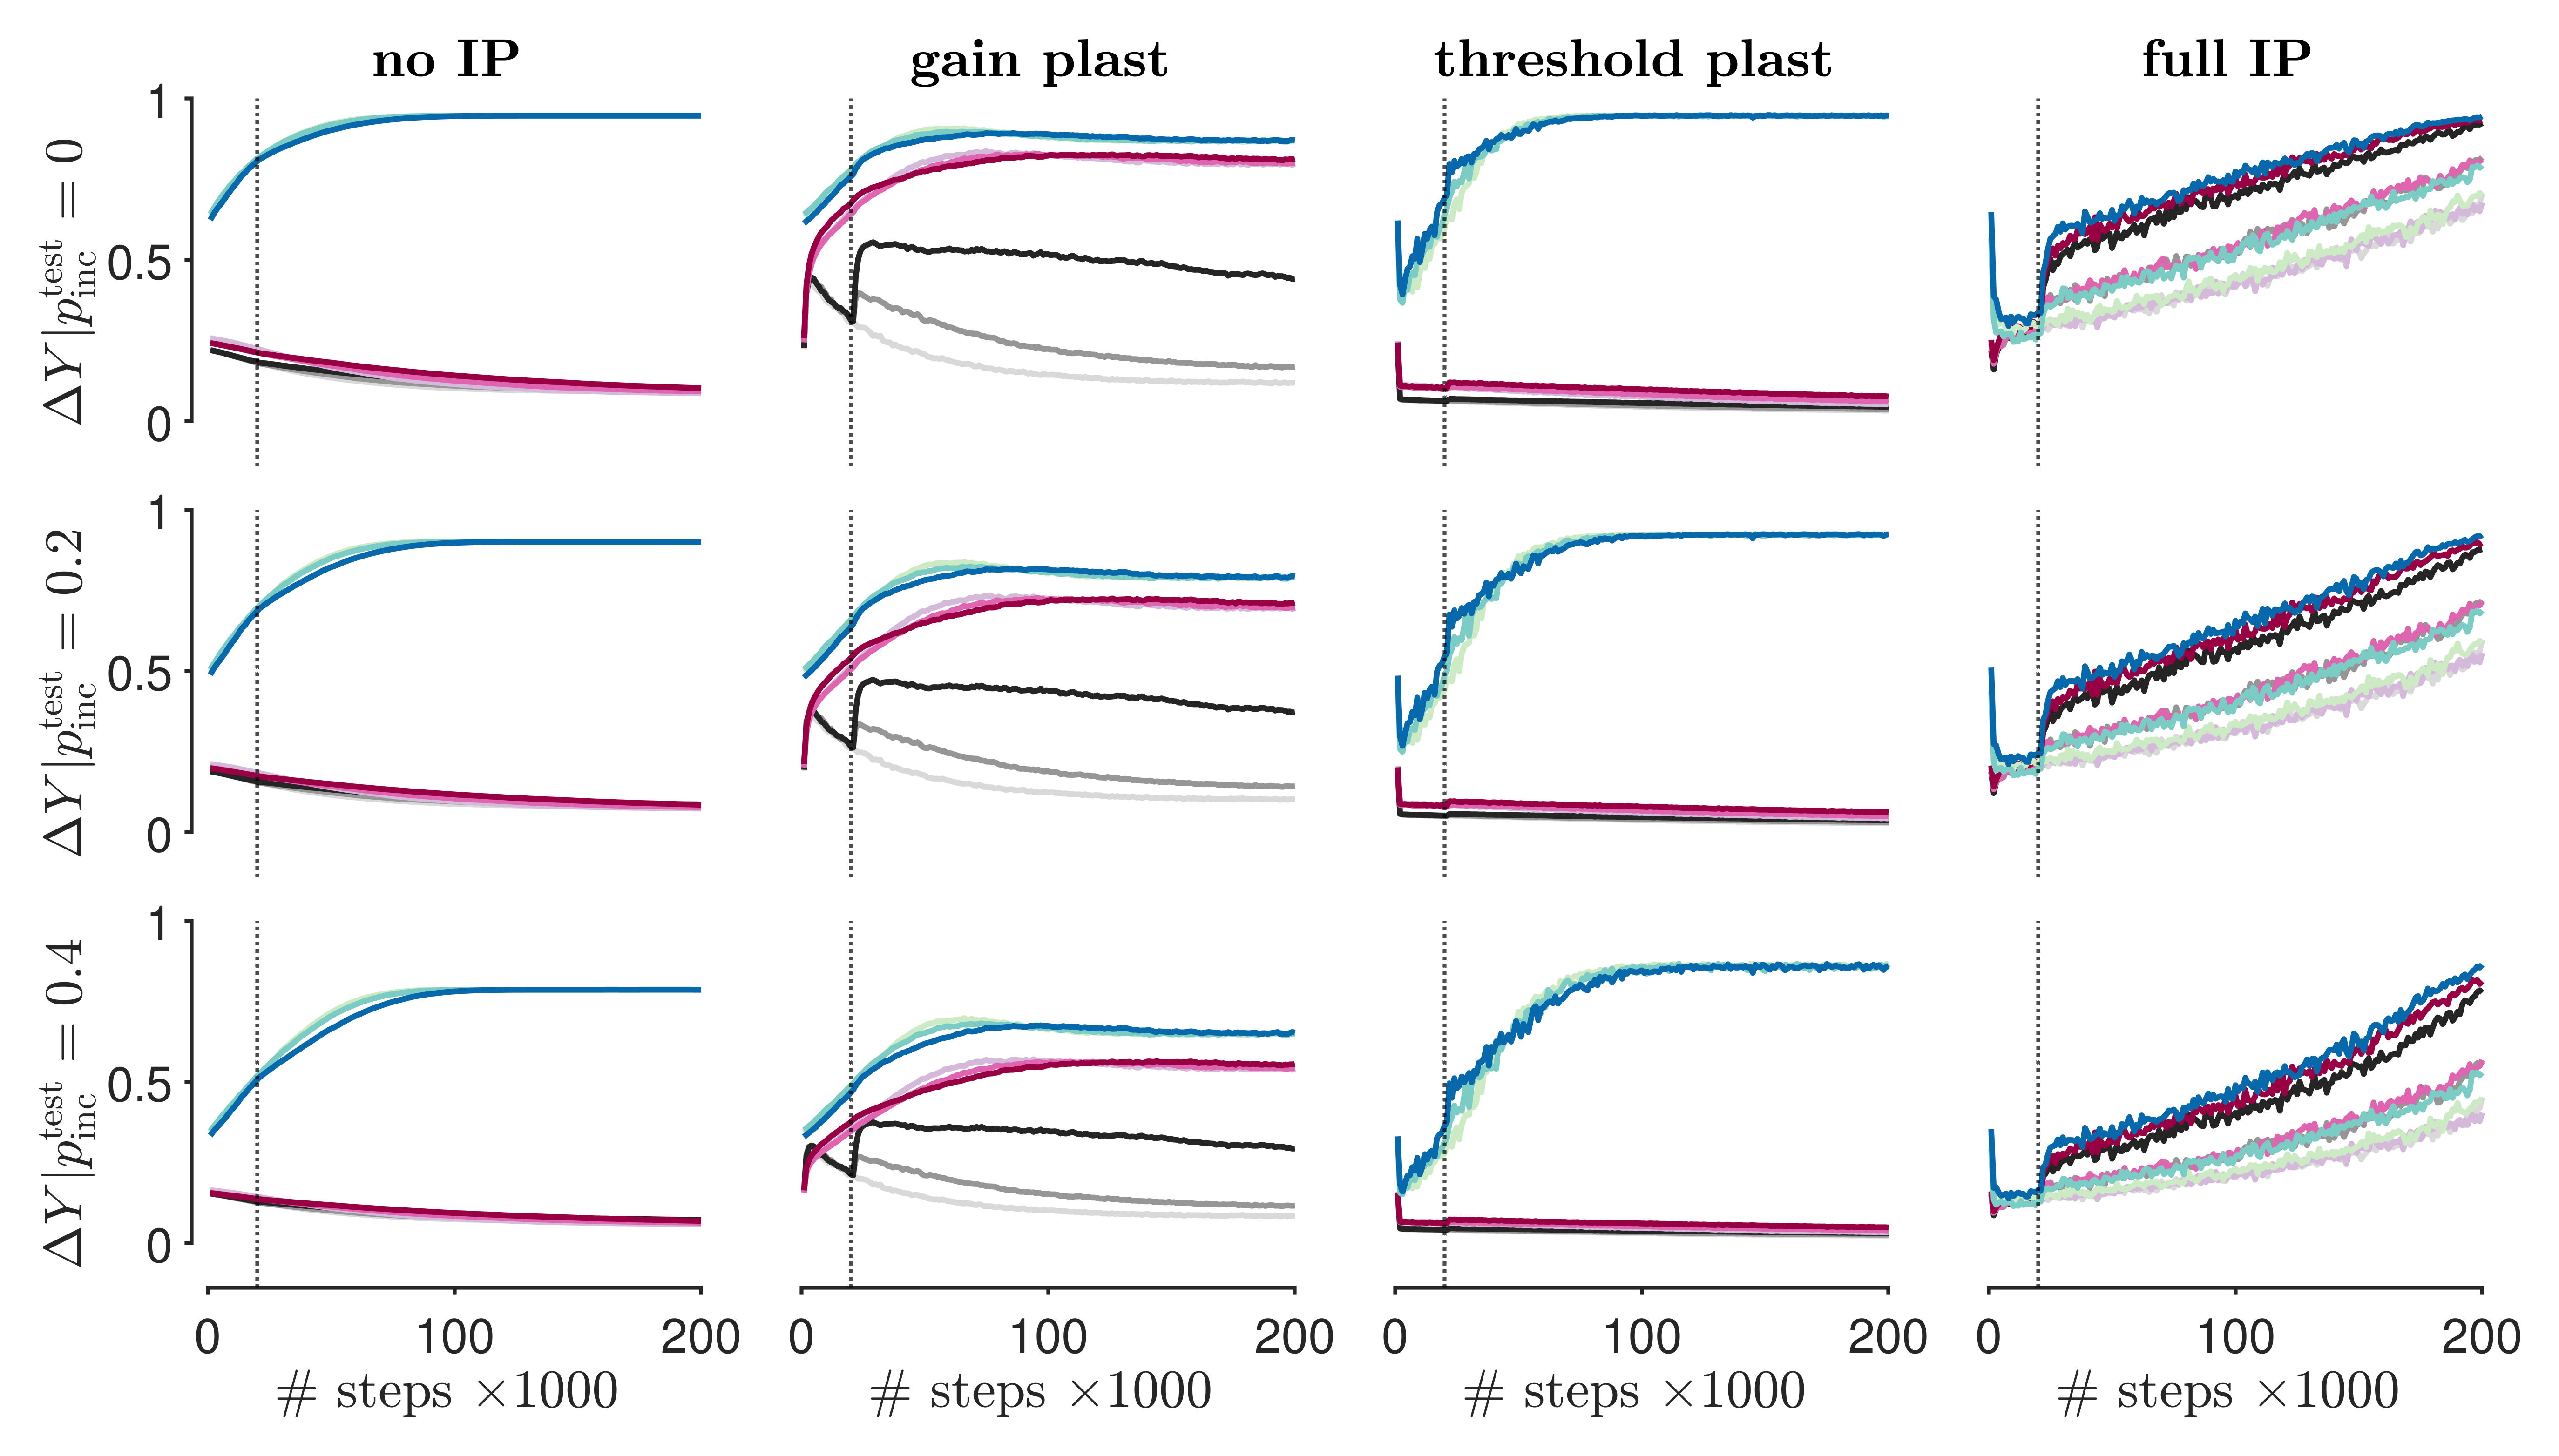 no IP
gain plast
threshold plast
full IP
ΔY|p_inc^test = 0
1
0.5
0
ΔY|p_inc^test = 0.2
1
0.5
0
ΔY|p_inc^test = 0.4
1
0.5
0
0 100 200
0 100 200
0 100 200
0 100 200
# steps ×1000
# steps ×1000
# steps ×1000
# steps ×1000